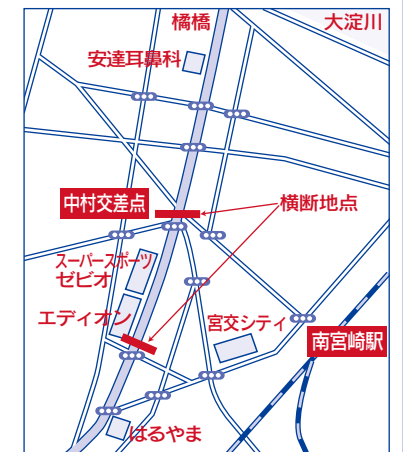 橘橋
大淀川
安達耳鼻科
中村交差点
横断地点
スーパースポーツ
ゼビオ
エディオン
宮交シティ
南宮崎駅
はるやま